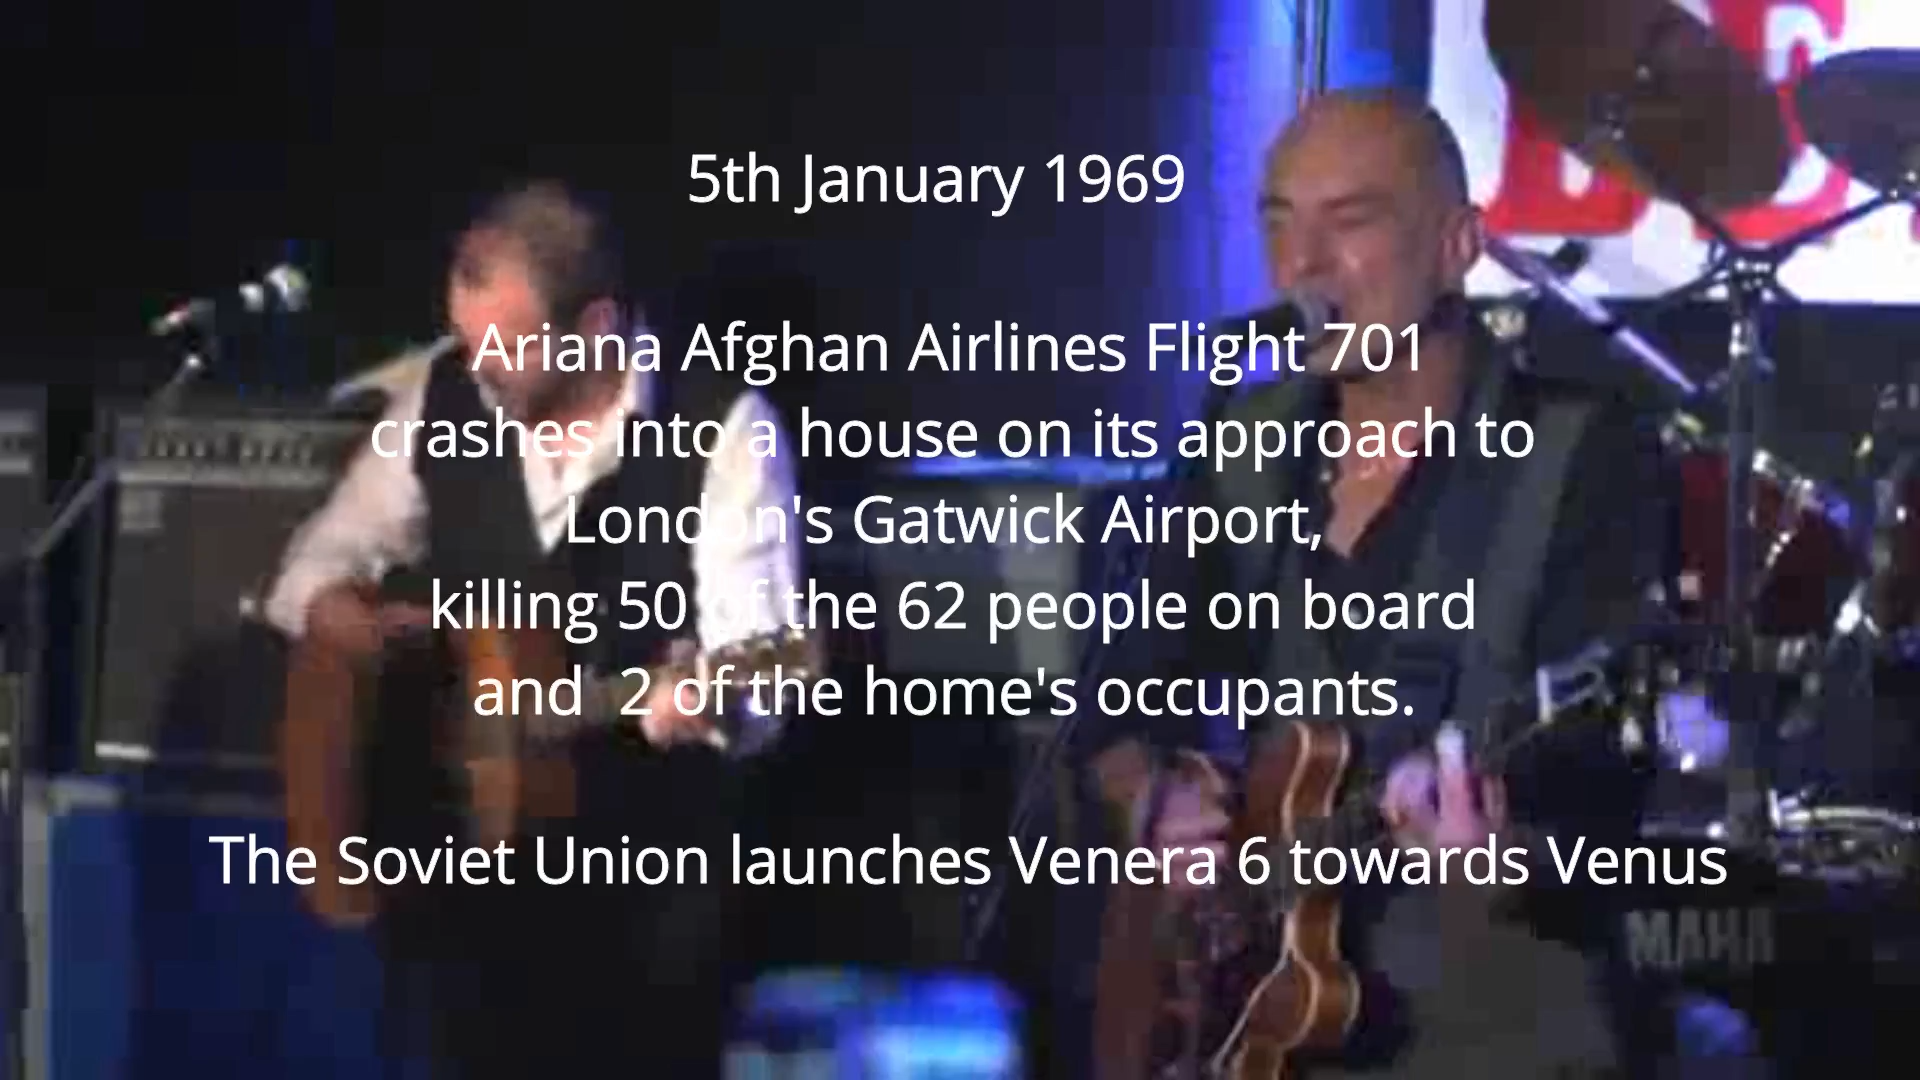 5th January 1969
Ariana Afghan Airlines Flight 701
crashes into a house on its approach to
London's Gatwick Airport,
killing 50 of the 62 people on board
and  2 of the home's occupants.
The Soviet Union launches Venera 6 towards Venus